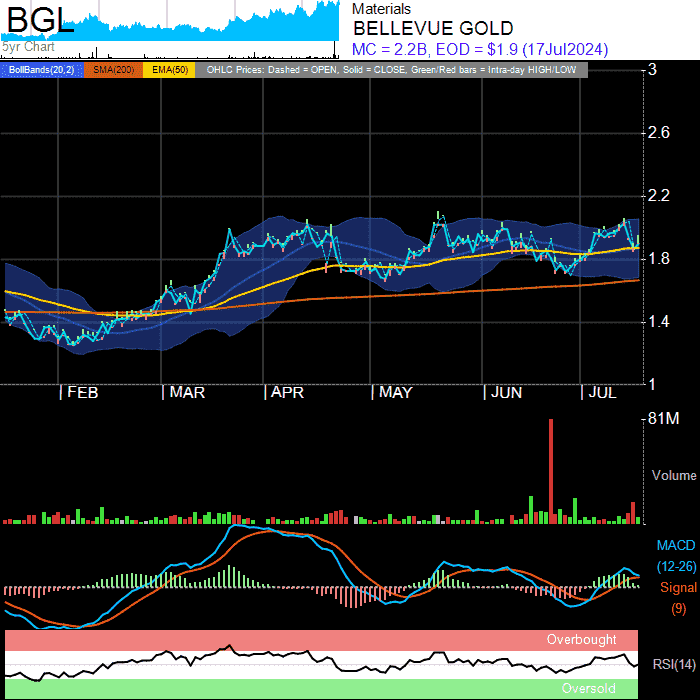 BGL
5yr Chart
Materials
BELLEVUE GOLD
MC = 2.2B, EOD = $1.9 (17Jul2024)
BollBands(20,2) SMA(200) EMA(50) OHLC Prices: Dashed = OPEN, Solid = CLOSE, Green/Red bars = Intra-day HIGH/LOW
3
2.6
2.2
1.8
1.4
1
FEB MAR APR MAY JUN JUL
81M
Volume
MACD
(12-26)
Signal
(9)
Overbought
RSI(14)
Oversold